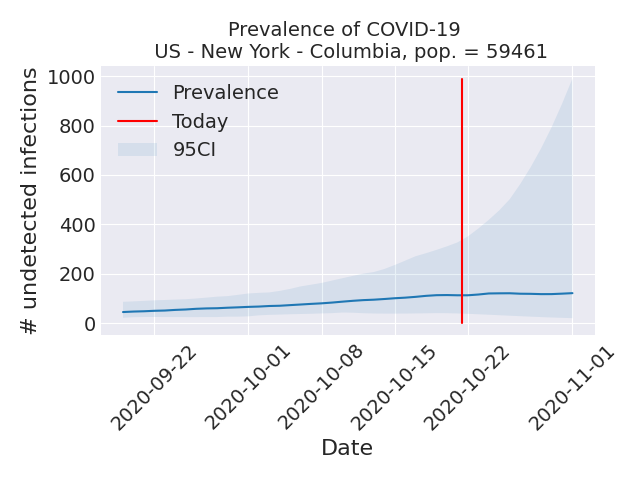 Prevalence of COVID-19
US - New York - Columbia, pop. = 59461
# undetected infections
1000
800
600
400
200
0
Prevalence
Today
95CI
2020-09-22
2020-10-01
2020-10-08
2020-10-15
2020-10-22
2020-11-01
Date